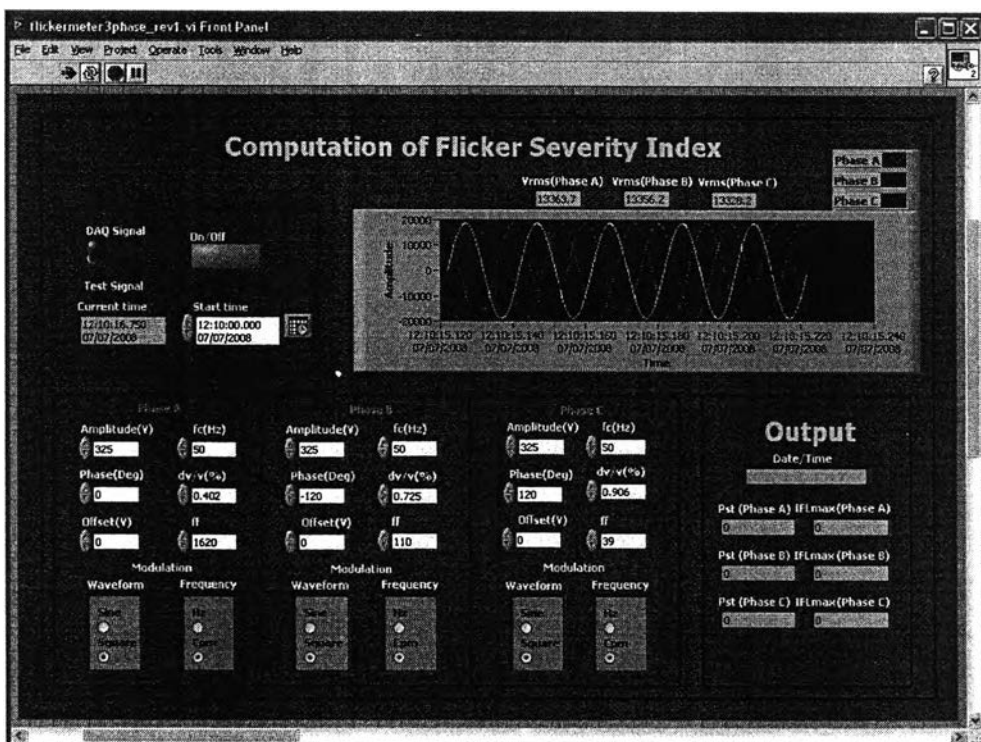 flickermeter3phase_rev1.vi Front Panel
File Edit View Project Operate Tools Window Help
2
Computation of Flicker Severity Index
Phase A
Phase B
Phase C
Vrms(Phase A) Vrms(Phase B) Vrms(Phase C)
13363.7 13356.2 13328.2
DAQ Signal
On/Off
Test Signal
Current time Start time
12:10:16.750 12:10:00.000
07/07/2008 07/07/2008
Amplitude
20000
10000
0
-10000
-20000
12:10:15.120 12:10:15.140 12:10:15.160 12:10:15.180 12:10:15.200 12:10:15.220 12:10:15.240
07/07/2008 07/07/2008 07/07/2008 07/07/2008 07/07/2008 07/07/2008 07/07/2008
Time
Phase A
Amplitude(V) fc(Hz)
325 50
Phase(Deg) dv/v(%)
0 0.402
Offset(V) ff
0 1620
Modulation
Waveform Frequency
Sine Hz
Square Cpm
Phase B
Amplitude(V) fc(Hz)
325 50
Phase(Deg) dv/v(%)
-120 0.725
Offset(V) ff
0 110
Modulation
Waveform Frequency
Sine Hz
Square Cpm
Phase C
Amplitude(V) fc(Hz)
325 50
Phase(Deg) dv/v(%)
120 0.906
Offset(V) ff
0 39
Modulation
Waveform Frequency
Sine Hz
Square Cpm
Output
Date/Time
Pst (Phase A) IFLmax(Phase A)
0 0
Pst (Phase B) IFLmax(Phase B)
0 0
Pst (Phase C) IFLmax(Phase C)
0 0